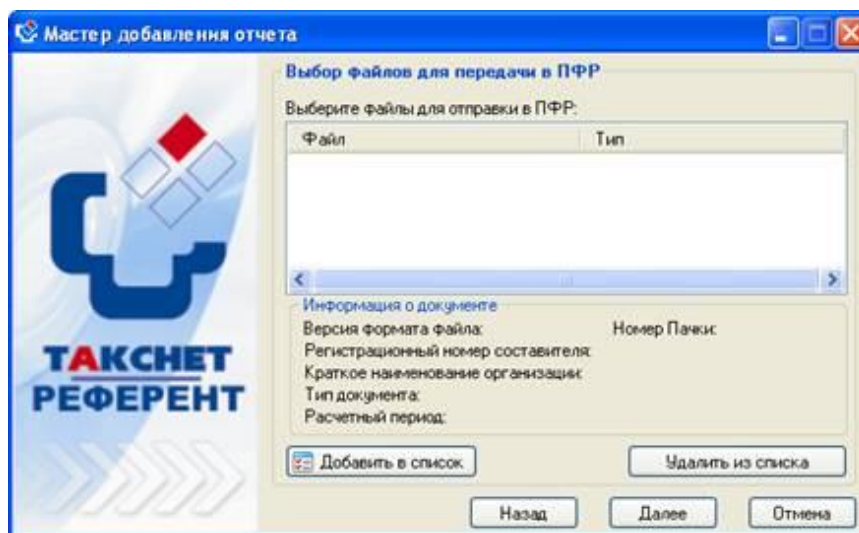 Мастер добавления отчета
Выбор файлов для передачи в ПФР
Выберите файлы для отправки в ПФР:
Файл Тип
Информация о документе
Версия формата файла: Номер Пачки:
Регистрационный номер составителя:
Краткое наименование организации:
Тип документа:
Расчетный период:
ТАКСНЕТ
РЕФЕРЕНТ
Добавить в список Удалить из списка
Назад Далее Отмена